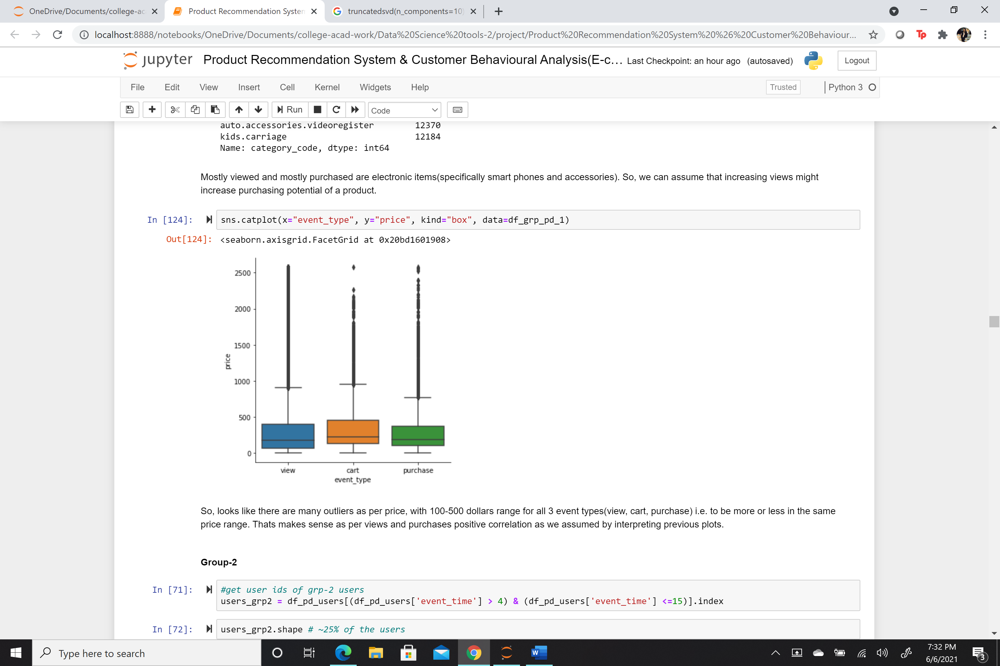 OneDrive/Documents/college-ac
Product Recommendation System
truncatedsvd(n_components=10)
localhost:8888/notebooks/OneDrive/Documents/college-acad-work/Data%20Science%20tools-2/project/Product%20Recommendation%20System%20%26%20Customer%20Behaviour...
Tp
jupyter Product Recommendation System & Customer Behavioural Analysis(E-c... Last Checkpoint: an hour ago (autosaved) Logout
File Edit View Insert Cell Kernel Widgets Help Trusted Python 3
Run Code
auto.accessories.videoregister 12370
kids.carriage 12184
Name: category_code, dtype: int64
Mostly viewed and mostly purchased are electronic items(specifically smart phones and accessories). So, we can assume that increasing views might
increase purchasing potential of a product.
In [124]: sns.catplot(x="event_type", y="price", kind="box", data=df_grp_pd_1)
Out[124]: <seaborn.axisgrid.FacetGrid at 0x20bd1601908>
2500
2000
1500
price
1000
500
0
view cart purchase
event_type
So, looks like there are many outliers as per price, with 100-500 dollars range for all 3 event types(view, cart, purchase) i.e. to be more or less in the same
price range. Thats makes sense as per views and purchases positive correlation as we assumed by interpreting previous plots.
Group-2
In [71]: #get user ids of grp-2 users
users_grp2 = df_pd_users[(df_pd_users['event_time'] > 4) & (df_pd_users['event_time'] <=15)].index
In [72]: users_grp2.shape # ~25% of the users
Type here to search
W
7:32 PM
6/6/2021
3